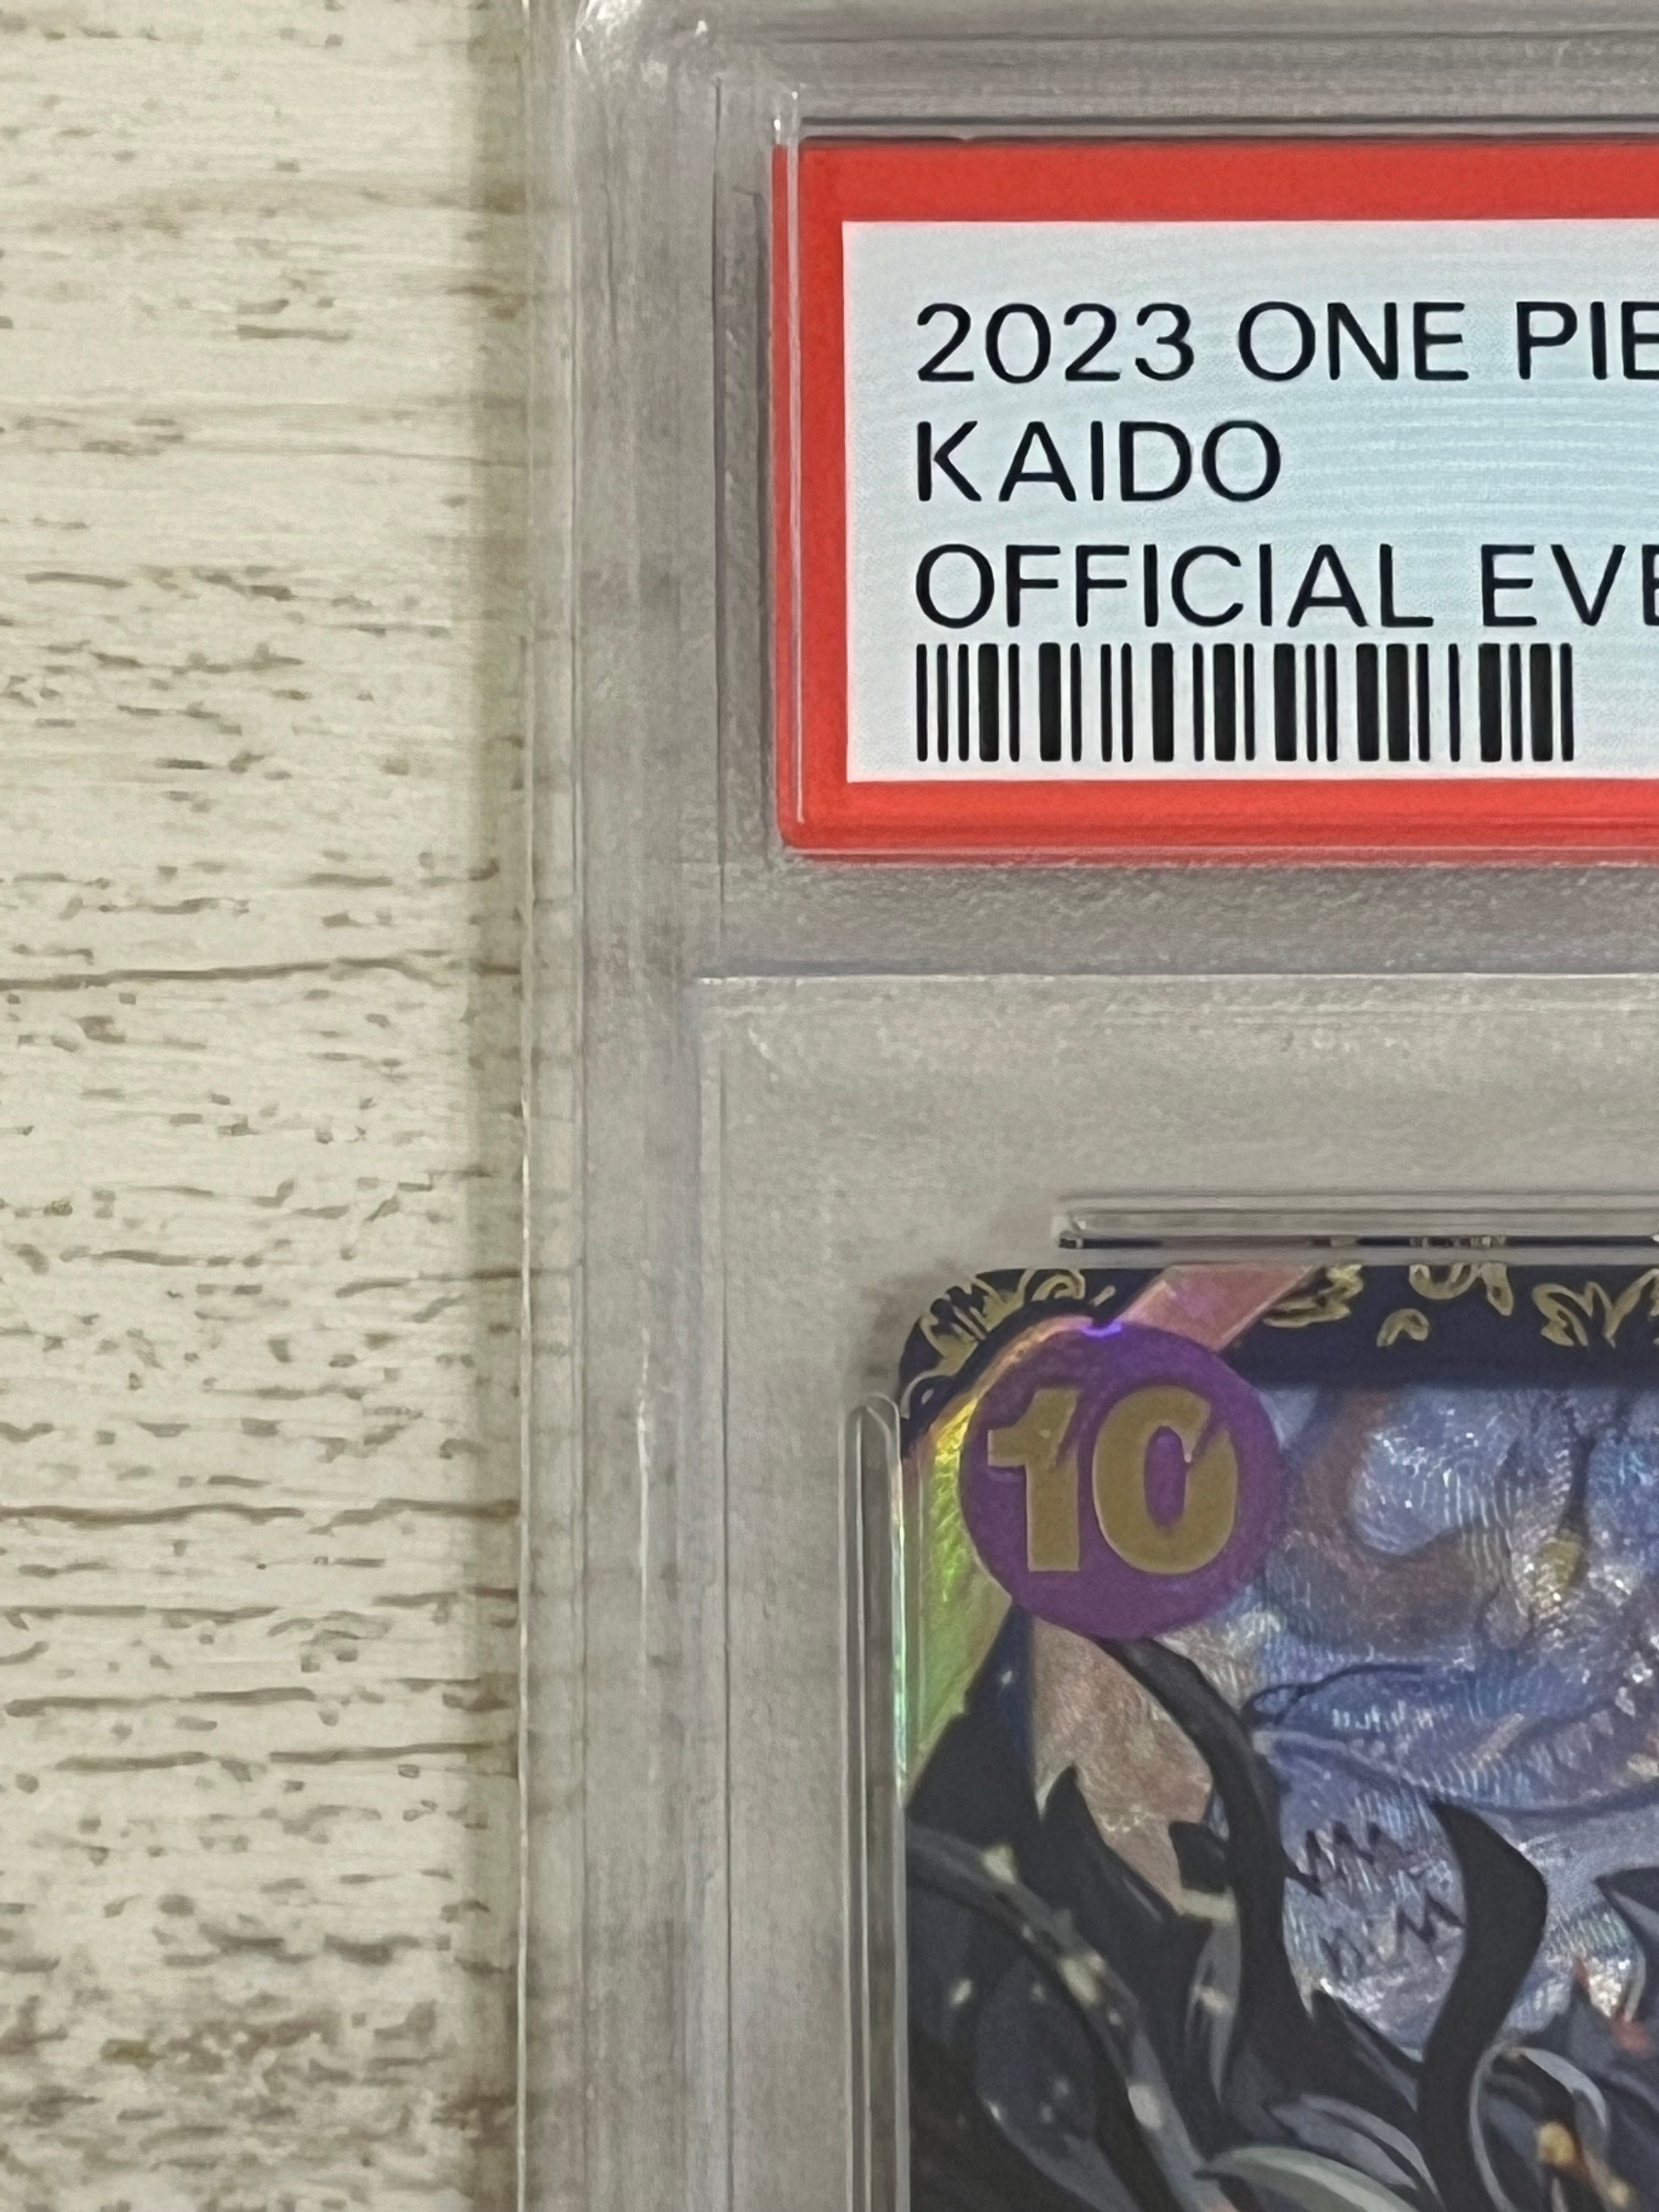 2023 ONE PIE
KAIDO
OFFICIAL EVE
10